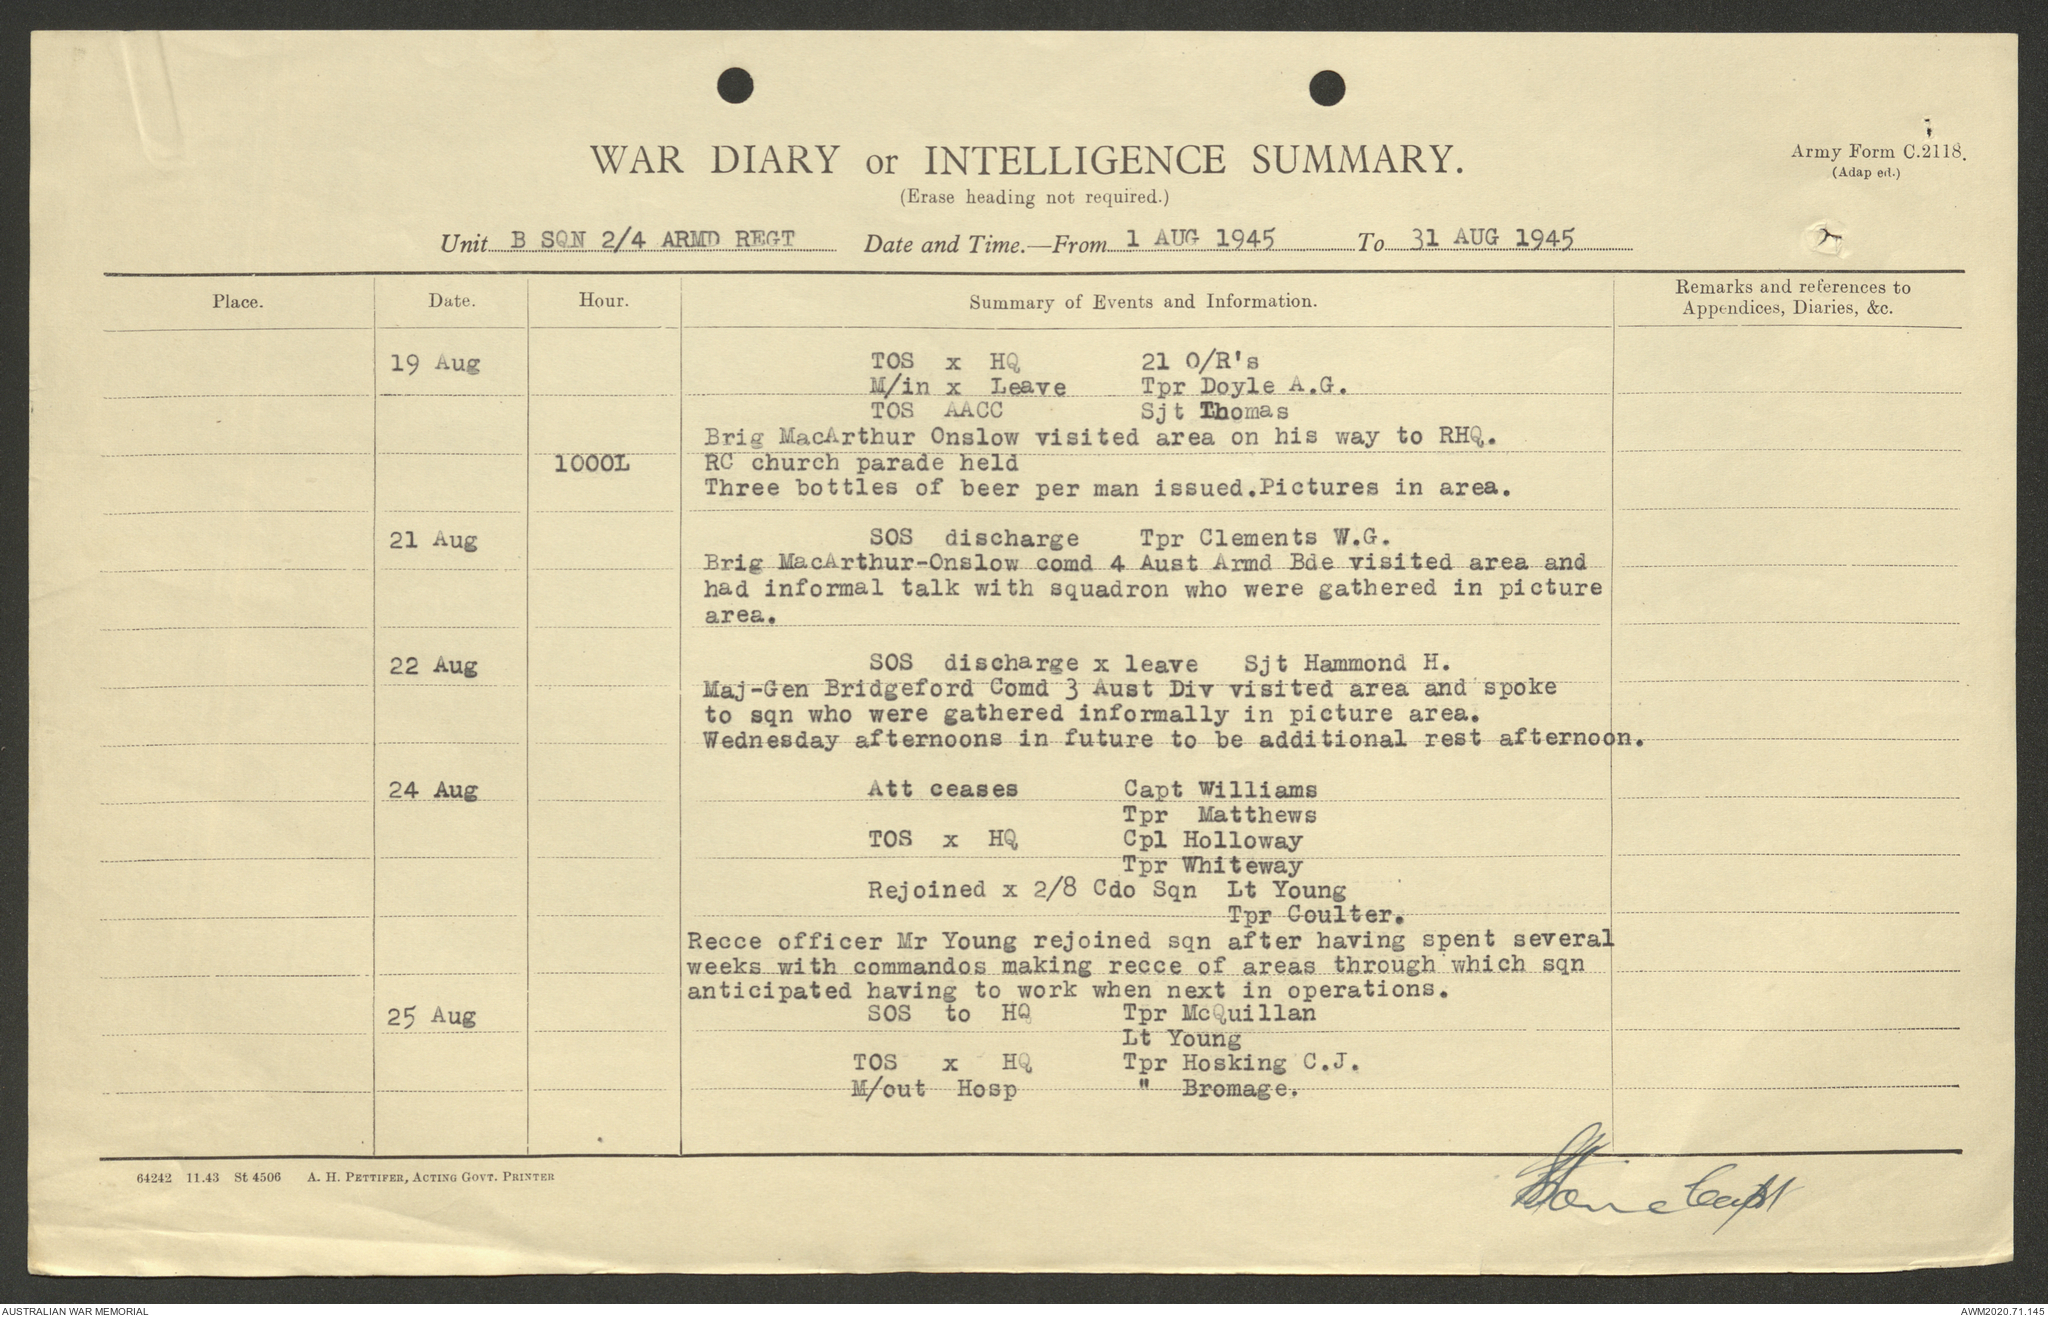 WAR DIARY or INTELLIGENCE SUMMARY.
Army Form C.2118.
(Adapted.)
(Erase heading not required.)
Unit B SQN 2/4 ARMD REGT Date and Time.—From 1 AUG 1945 To 31 AUG 1945
Place. Date. Hour. Summary of Events and Information. Remarks and references to
Appendices, Diaries, &c.
19 Aug TOS x HQ 21 O/R's
M/in x Leave Tpr Doyle A.G.
TOS AACC Sjt Thomas
Brig MacArthur Onslow visited area on his way to RHQ.
1000L RC church parade held
Three bottles of beer per man issued.Pictures in area.
21 Aug SOS discharge Tpr Clements W.G.
Brig MacArthur-Onslow comd 4 Aust Armd Bde visited area and
had informal talk with squadron who were gathered in picture
area.
22 Aug SOS discharge x leave Sjt Hammond H.
Maj-Gen Bridgeford Comd 3 Aust Div visited area and spoke
to sqn who were gathered informally in picture area.
Wednesday afternoons in future to be additional rest afternoon.
24 Aug Att ceases Capt Williams
Tpr Matthews
TOS x HQ Cpl Holloway
Tpr Whiteway
Rejoined x 2/8 Cdo Sqn Lt Young
Tpr Coulter.
Recce officer Mr Young rejoined sqn after having spent several
weeks with commandos making recce of areas through which sqn
anticipated having to work when next in operations.
25 Aug SOS to HQ Tpr McQuillan
Lt Young
TOS x HQ Tpr Hosking C.J.
M/out Hosp " Bromage.
64242 11.43 St 4506 A. H. PETTIFER, ACTING GOVT. PRINTER
Capt
AUSTRALIAN WAR MEMORIAL
AWM2020.71.145